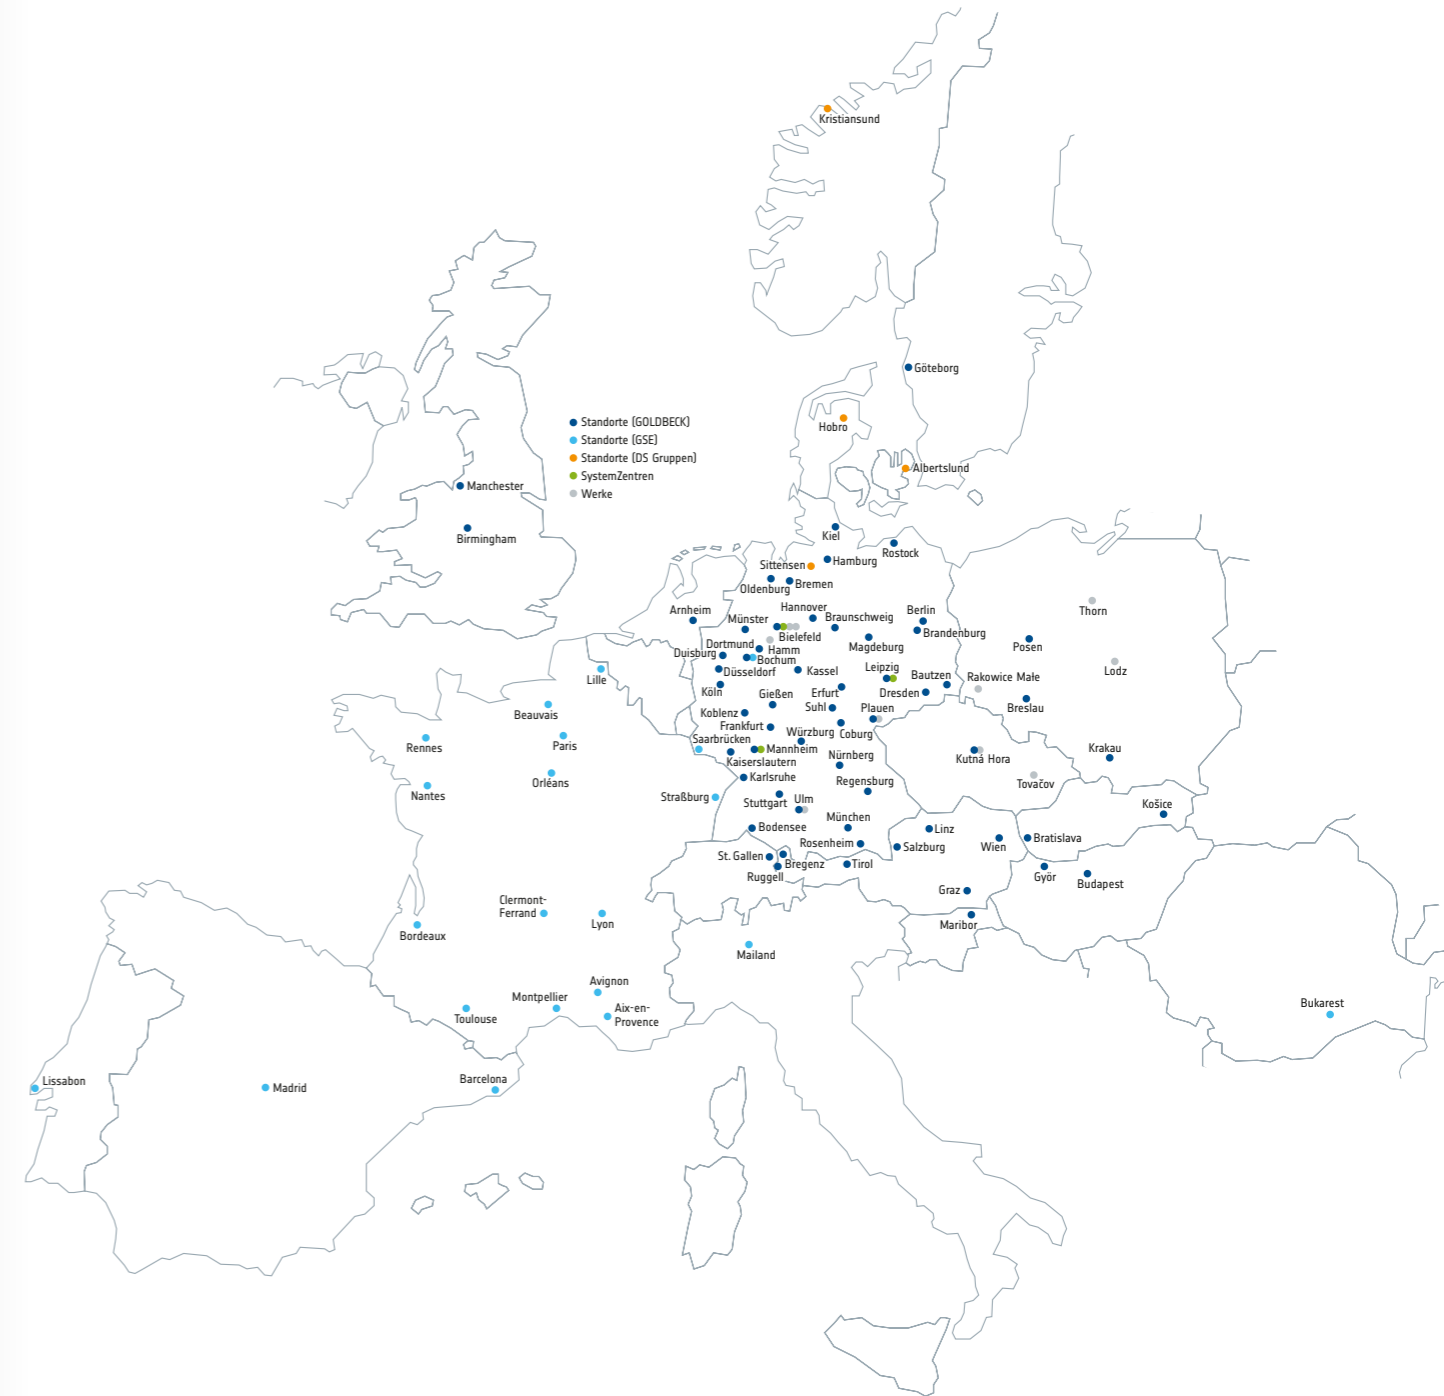 Kristiansund
Göteborg
Hobro
Albertslund
Standorte (GOLDBECK)
Standorte (GSE)
Standorte (DS Gruppen)
SystemZentren
Werke
Manchester
Birmingham
Kiel
Rostock
Sittensen
Hamburg
Oldenburg
Bremen
Arnheim
Münster
Hannover
Braunschweig
Berlin
Brandenburg
Bielefeld
Magdeburg
Thorn
Posen
Lodz
Dortmund
Hamm
Duisburg
Bochum
Düsseldorf
Kassel
Leipzig
Bautzen
Rakowice Małe
Lille
Köln
Gießen
Erfurt
Dresden
Breslau
Beauvais
Koblenz
Suhl
Plauen
Frankfurt
Würzburg
Coburg
Rennes
Paris
Saarbrücken
Mannheim
Kaiserslautern
Nürnberg
Kutná Hora
Krakau
Orléans
Karlsruhe
Regensburg
Tovačov
Nantes
Straßburg
Stuttgart
Ulm
Košice
Bodensee
München
Linz
Rosenheim
Salzburg
Wien
Bratislava
St. Gallen
Bregenz
Tirol
Ruggell
Györ
Budapest
Graz
Maribor
Clermont-
Ferrand
Lyon
Bordeaux
Mailand
Avignon
Montpellier
Aix-en-
Provence
Toulouse
Bukarest
Lissabon
Madrid
Barcelona